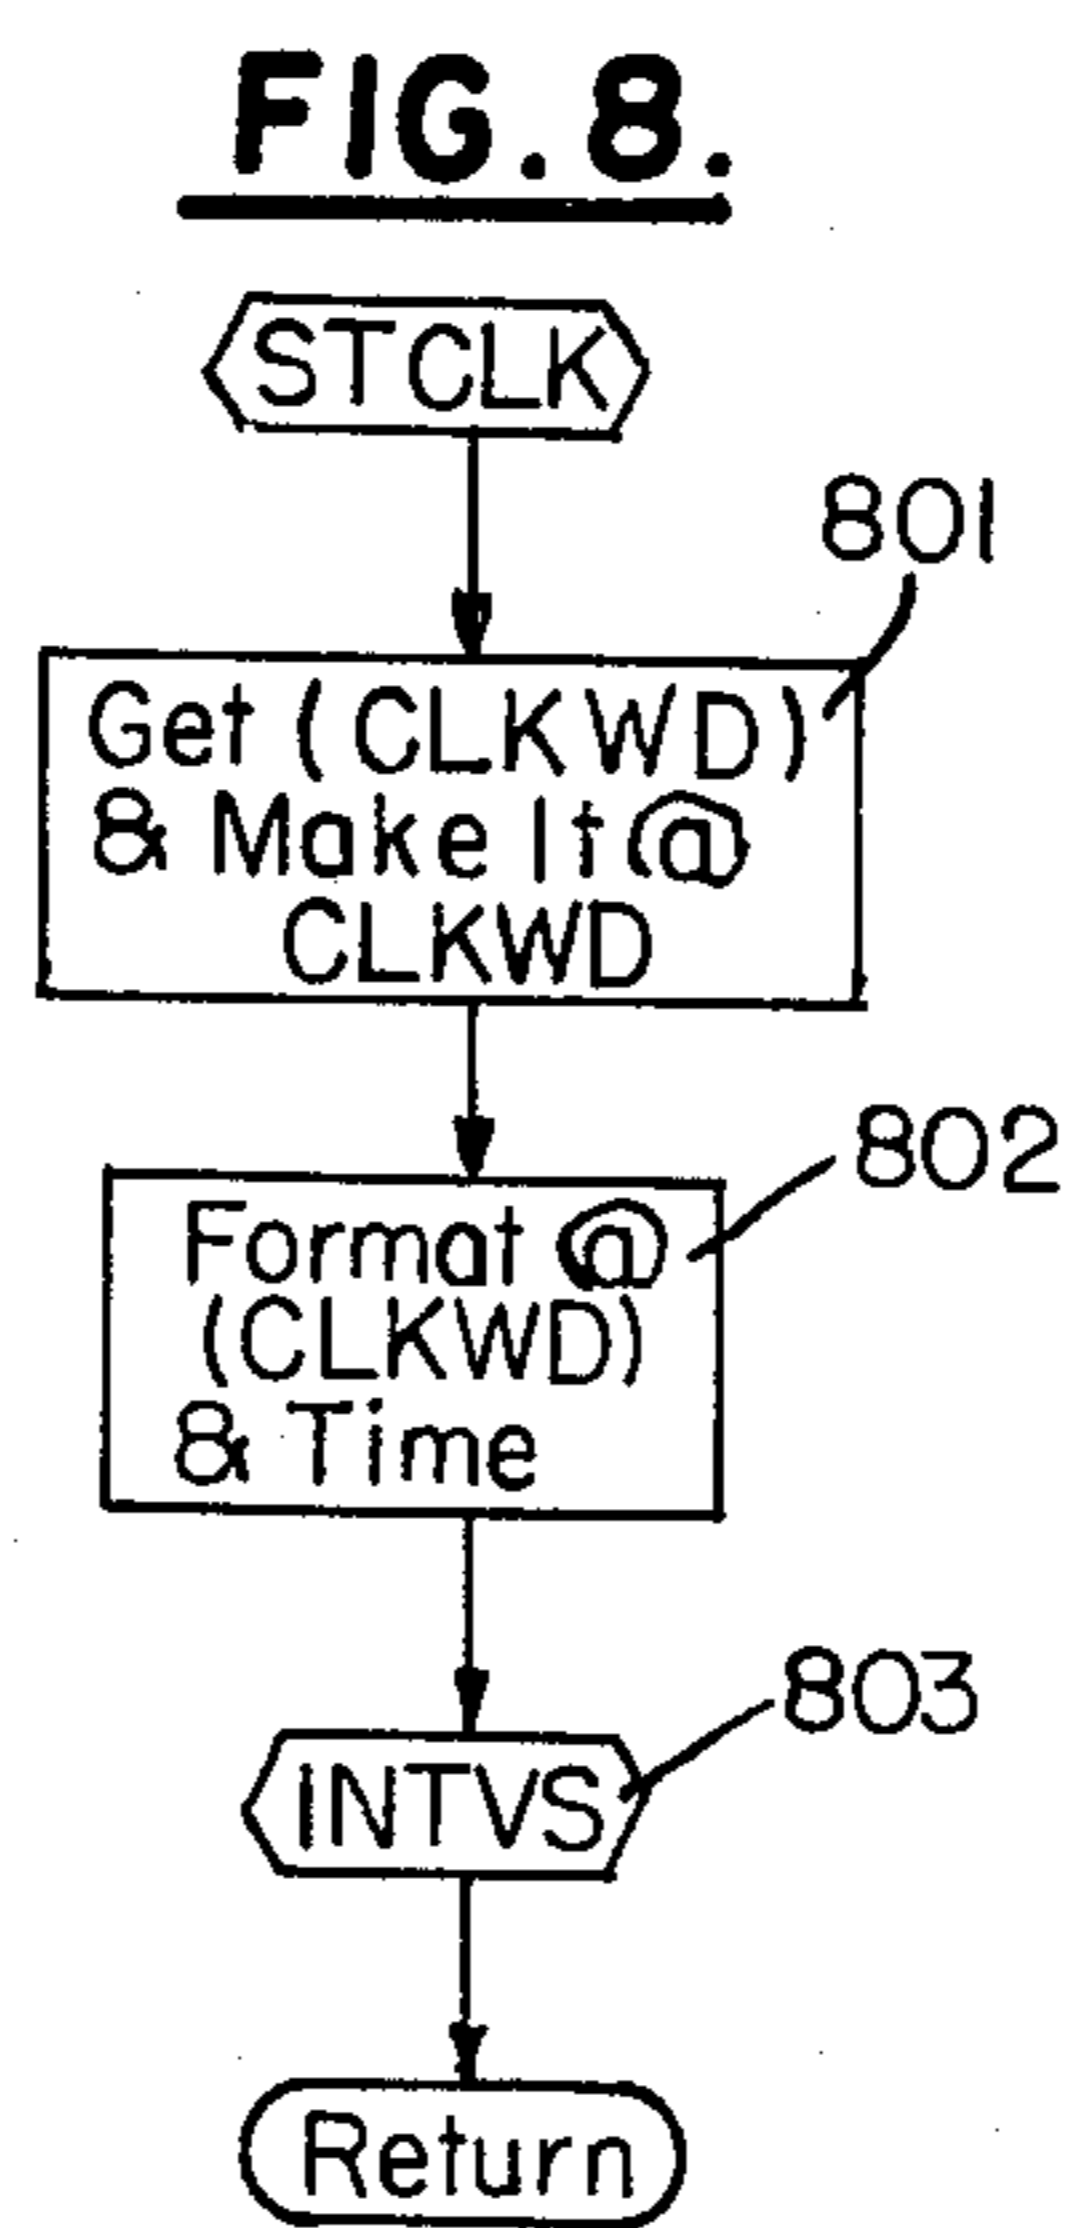 FIG. 8.
STCLK
801
Get (CLKWD)
& Make It @
CLKWD
802
Format @
(CLKWD)
& Time
803
INTVS
Return